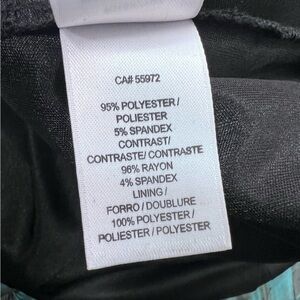 CA# 55972
95% POLYESTER /
POLIESTER
5% SPANDEX
CONTRAST/
CONTRASTE/ CONTRASTE
96% RAYON
4% SPANDEX
LINING /
FORRO / DOUBLURE
100% POLYESTER /
POLIESTER / POLYESTER